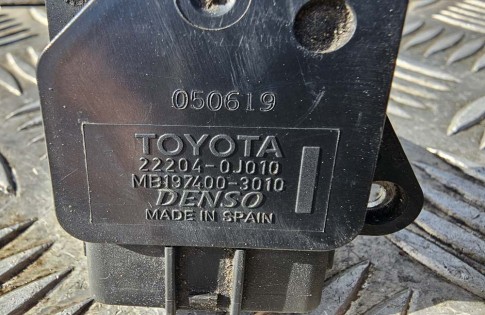 050619
TOYOTA
22204-0J010
MB197400-3010
DENSO
MADE IN SPAIN